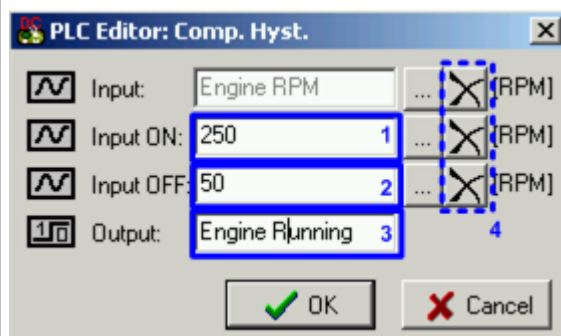 PLC Editor: Comp. Hyst.
Input: Engine RPM ... [RPM]
Input ON: 250 1 ... [RPM]
Input OFF: 50 2 ... [RPM]
Output: Engine Running 3 4
OK Cancel